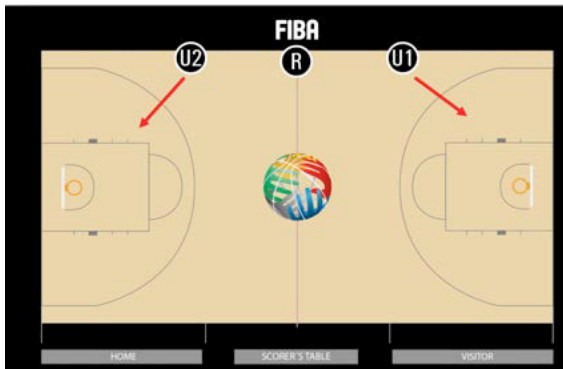 FIBA
U2
R
U1
HOME
SCORER'S TABLE
VISITOR